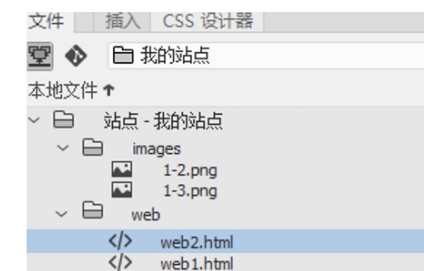 文件 插入 CSS 设计器
我的站点
本地文件↑
站点 - 我的站点
images
1-2.png
1-3.png
web
</> web2.html
</> web1.html